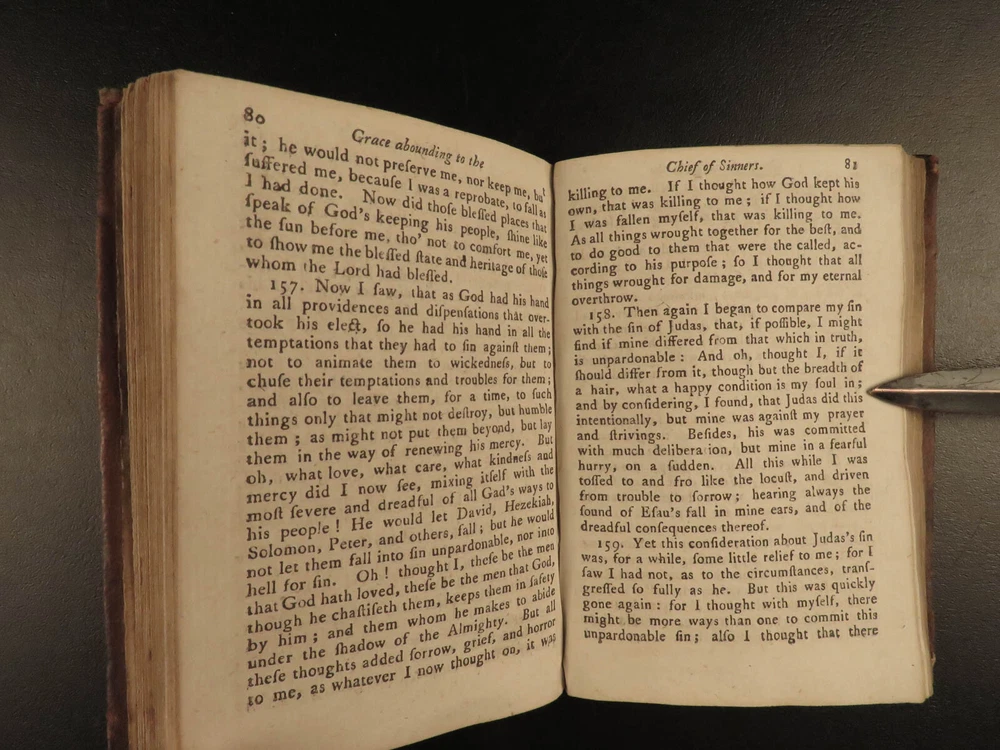 80
Grace abounding to the
it; he would not preſerve me, nor keep me, but
ſuffered me, becauſe I was a reprobate, to fall as
I had done. Now did thoſe bleſſed places that
ſpeak of God's keeping his people, ſhine like
the ſun before me, tho' not to comfort me, yet
to ſhow me the bleſſed ſtate and heritage of thoſe
whom the Lord had bleſſed.
157. Now I ſaw, that as God had his hand
in all providences and diſpenſations that over-
took his elect, ſo he had his hand in all the
temptations that they had to ſin againſt them;
not to animate them to wickedneſs, but to
chuſe their temptations and troubles for them;
and alſo to leave them, for a time, to ſuch
things only that might not deſtroy, but humble
them; as might not put them beyond, but lay
them in the way of renewing his mercy. But
oh, what love, what care, what kindneſs and
mercy did I now ſee, mixing itſelf with the
moſt ſevere and dreadful of all Gad's ways to
his people! He would let David, Hezekiah,
Solomon, Peter, and others, fall; but he would
not let them fall into ſin unpardonable, nor into
hell for ſin. Oh! thought I, theſe be the men
that God hath loved, theſe be the men that God,
though he chaſtiſeth them, keeps them in ſafety
by him; and them whom he makes to abide
under the ſhadow of the Almighty. But all
theſe thoughts added ſorrow, grief, and horror
to me, as whatever I now thought on, it was
Chief of Sinners.
81
killing to me. If I thought how God kept his
own, that was killing to me; if I thought how
I was fallen myſelf, that was killing to me.
As all things wrought together for the beſt, and
to do good to them that were the called, ac-
cording to his purpoſe; ſo I thought that all
things wrought for damage, and for my eternal
overthrow.
158. Then again I began to compare my ſin
with the ſin of Judas, that, if poſſible, I might
find if mine differed from that which in truth,
is unpardonable: And oh, thought I, if it
ſhould differ from it, though but the breadth of
a hair, what a happy condition is my ſoul in;
and by conſidering, I found, that Judas did this
intentionally, but mine was againſt my prayer
and ſtrivings. Beſides, his was committed
with much delibera ion, but mine in a fearful
hurry, on a ſudden. All this while I was
toſſed to and fro like the locuſt, and driven
from trouble to ſorrow; hearing always the
ſound of Eſau's fall in mine ears, and of the
dreadful conſequences thereof.
159. Yet this conſideration about Judas's ſin
was, for a while, ſome little relief to me; for I
ſaw I had not, as to the circumſtances, tranſ-
greſſed ſo fully as he. But this was quickly
gone again: for I thought with myſelf, there
might be more ways than one to commit this
unpardonable ſin; alſo I thought that there